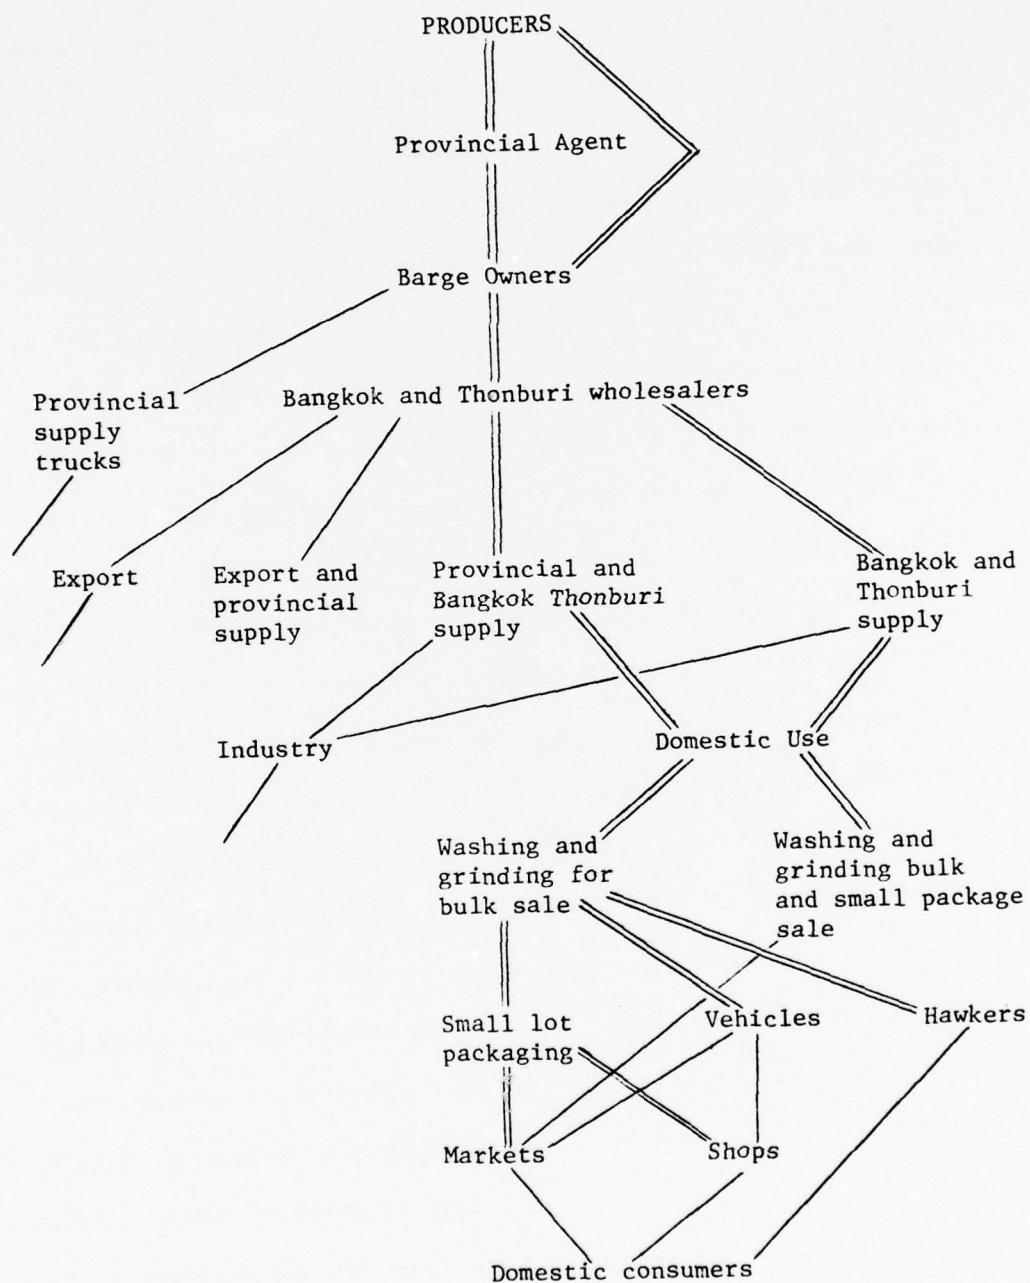 PRODUCERS
Provincial Agent
Barge Owners
Provincial
supply
trucks
Bangkok and Thonburi wholesalers
Export
Export and
provincial
supply
Provincial and
Bangkok Thonburi
supply
Bangkok and
Thonburi
supply
Industry
Domestic Use
Washing and
grinding for
bulk sale
Washing and
grinding bulk
and small package
sale
Small lot
packaging
Vehicles
Hawkers
Markets
Shops
Domestic consumers